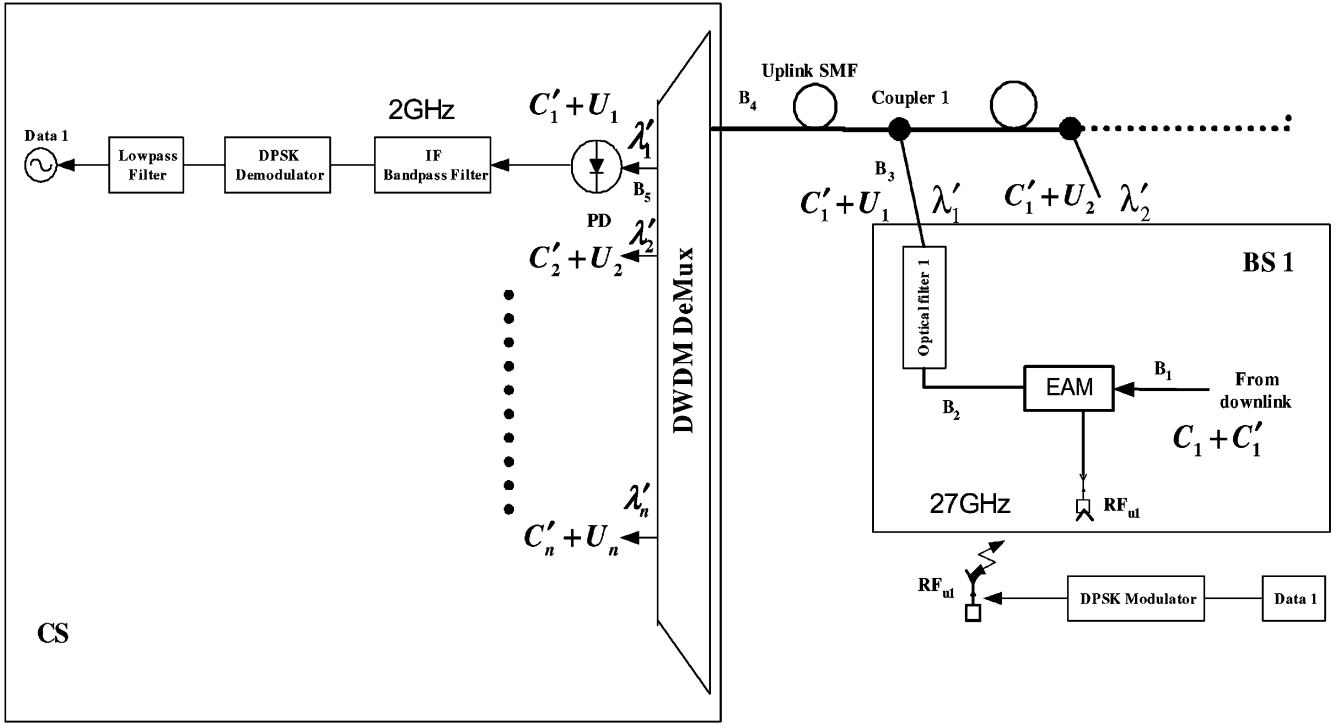 Data 1
Lowpass
Filter
DPSK
Demodulator
2GHz
IF
Bandpass Filter
C′1 + U1
λ′1
B5
PD
λ′2
C′2 + U2
λ′n
C′n + Un
DWDM DeMux
CS
B4
Uplink SMF
Coupler 1
B3
C′1 + U1
λ′1
C′1 + U2
λ′2
BS 1
Optical filter 1
B2
EAM
B1
From
downlink
C1 + C′1
27GHz
RFu1
RFu1
DPSK Modulator
Data 1